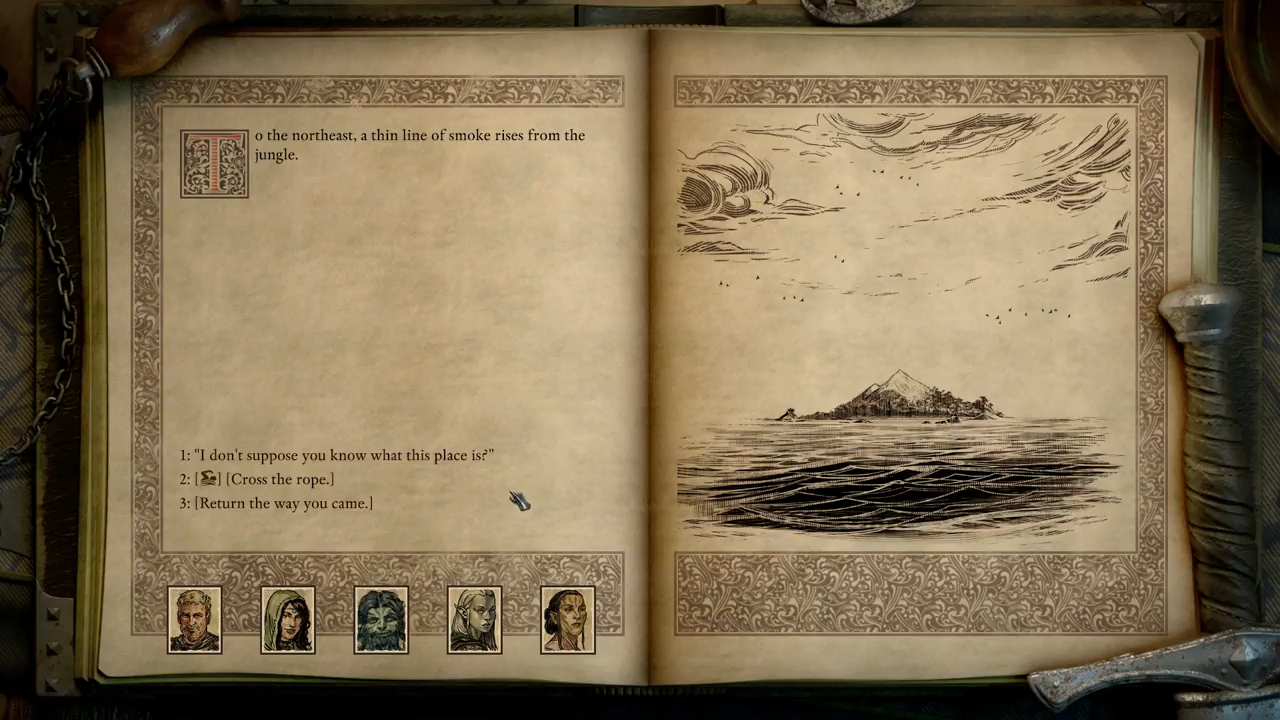 To the northeast, a thin line of smoke rises from the
jungle.
1: "I don't suppose you know what this place is?"
2: [] [Cross the rope.]
3: [Return the way you came.]